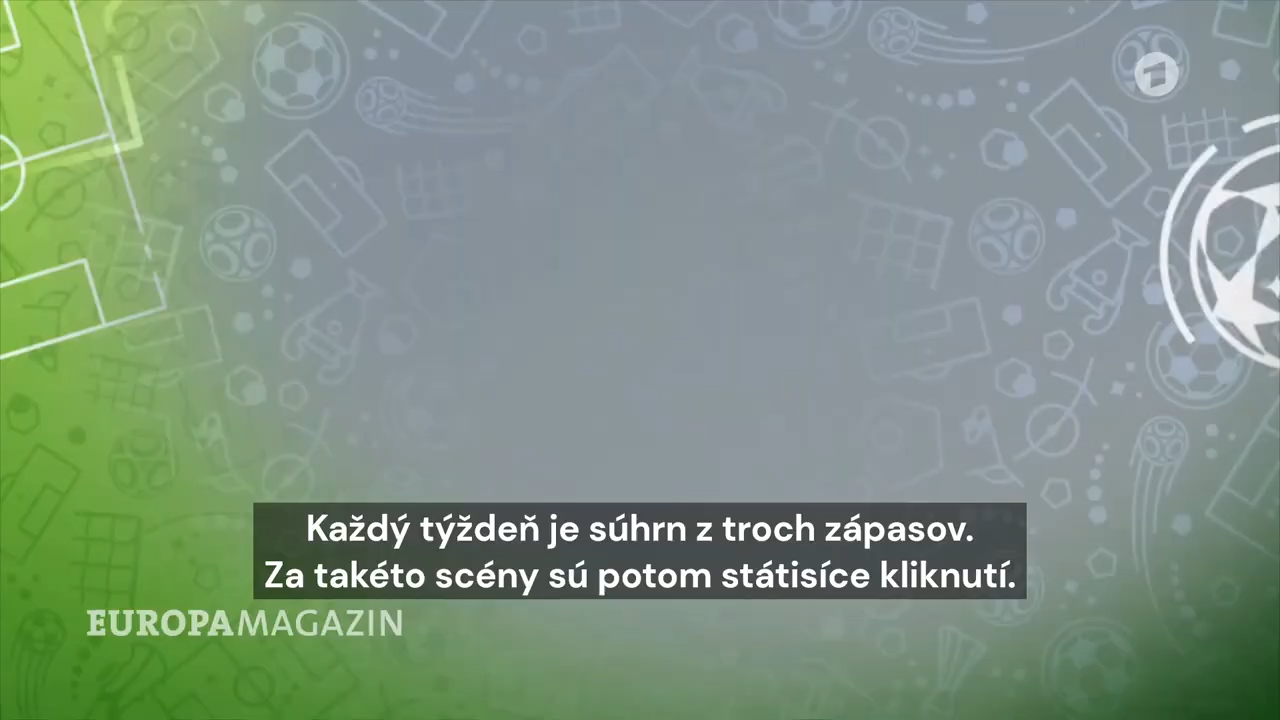 Každý týždeň je súhrn z troch zápasov.
Za takéto scény sú potom státisíce kliknutí.
EUROPAMAGAZIN